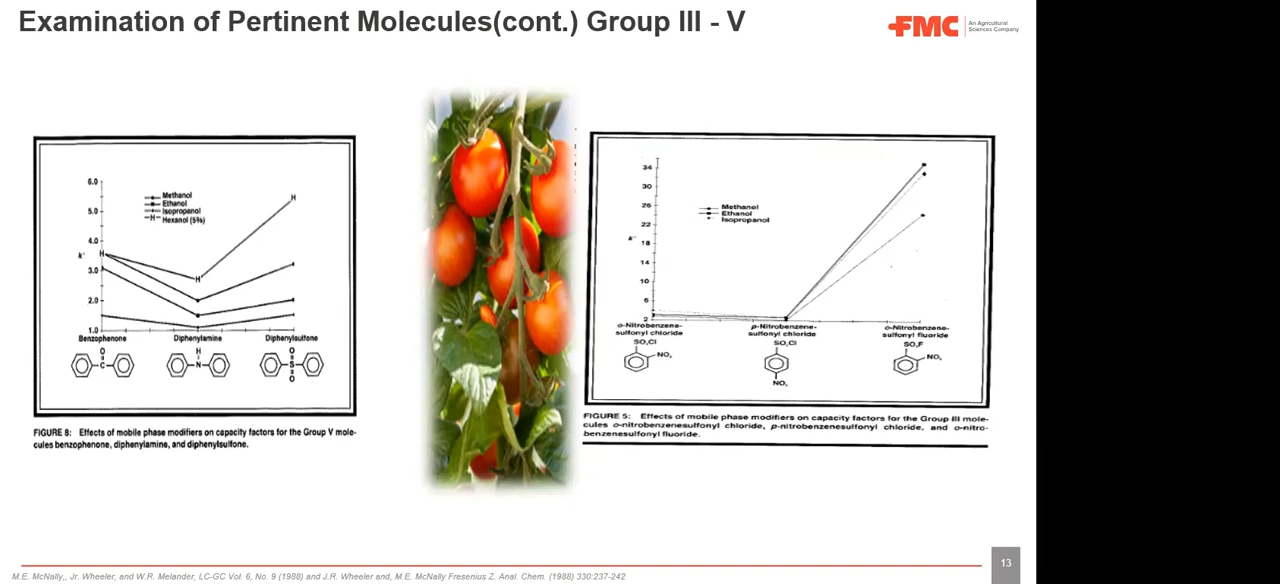 Examination of Pertinent Molecules(cont.) Group III - V
FMC
An Agricultural
Sciences Company
6.0
5.0
4.0
k'
3.0
2.0
1.0
Methanol
Ethanol
Isopropanol
Hexanol (5%)
H
H
H
Benzophenone
Diphenylamine
Diphenylsulfone
O
C
H
N
O
S
O
FIGURE 8: Effects of mobile phase modifiers on capacity factors for the Group V mole-
cules benzophenone, diphenylamine, and diphenylsulfone.
34
30
26
22
k'
18
14
10
6
2
Methanol
Ethanol
Isopropanol
o-Nitrobenzene-
sulfonyl chloride
p-Nitrobenzene-
sulfonyl chloride
o-Nitrobenzene-
sulfonyl fluoride
SO₂Cl
NO₂
SO₂Cl
NO₂
SO₂F
NO₂
FIGURE 5: Effects of mobile phase modifiers on capacity factors for the Group III mole-
cules o-nitrobenzenesulfonyl chloride, p-nitrobenzenesulfonyl chloride, and o-nitro-
benzenesulfonyl fluoride.
13
M.E. McNally,, Jr. Wheeler, and W.R. Melander, LC-GC Vol. 6, No. 9 (1988) and J.R. Wheeler and, M.E. McNally Fresenius Z. Anal. Chem. (1988) 330:237-242